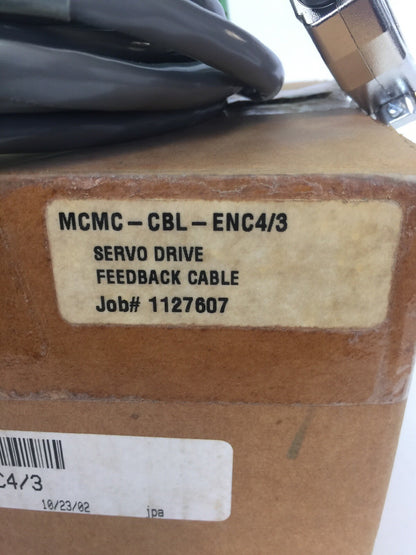 MCMC-CBL-ENC4/3
SERVO DRIVE
FEEDBACK CABLE
Job# 1127607
C4/3
10/23/02 jpa